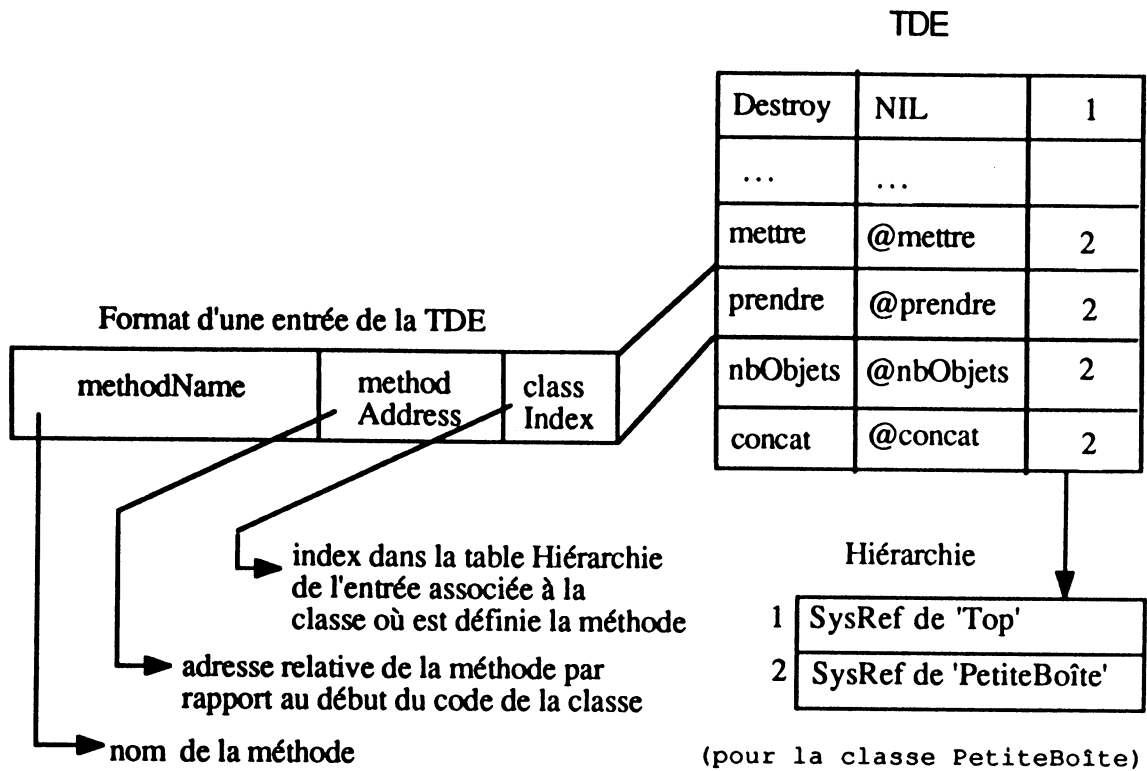 TDE
Destroy NIL 1
... ...
mettre @mettre 2
prendre @prendre 2
nbObjets @nbObjets 2
concat @concat 2
Format d'une entrée de la TDE
methodName method Address class Index
index dans la table Hiérarchie
de l'entrée associée à la
classe où est définie la méthode
adresse relative de la méthode par
rapport au début du code de la classe
nom de la méthode
Hiérarchie
1 SysRef de 'Top'
2 SysRef de 'PetiteBoîte'
(pour la classe PetiteBoîte)